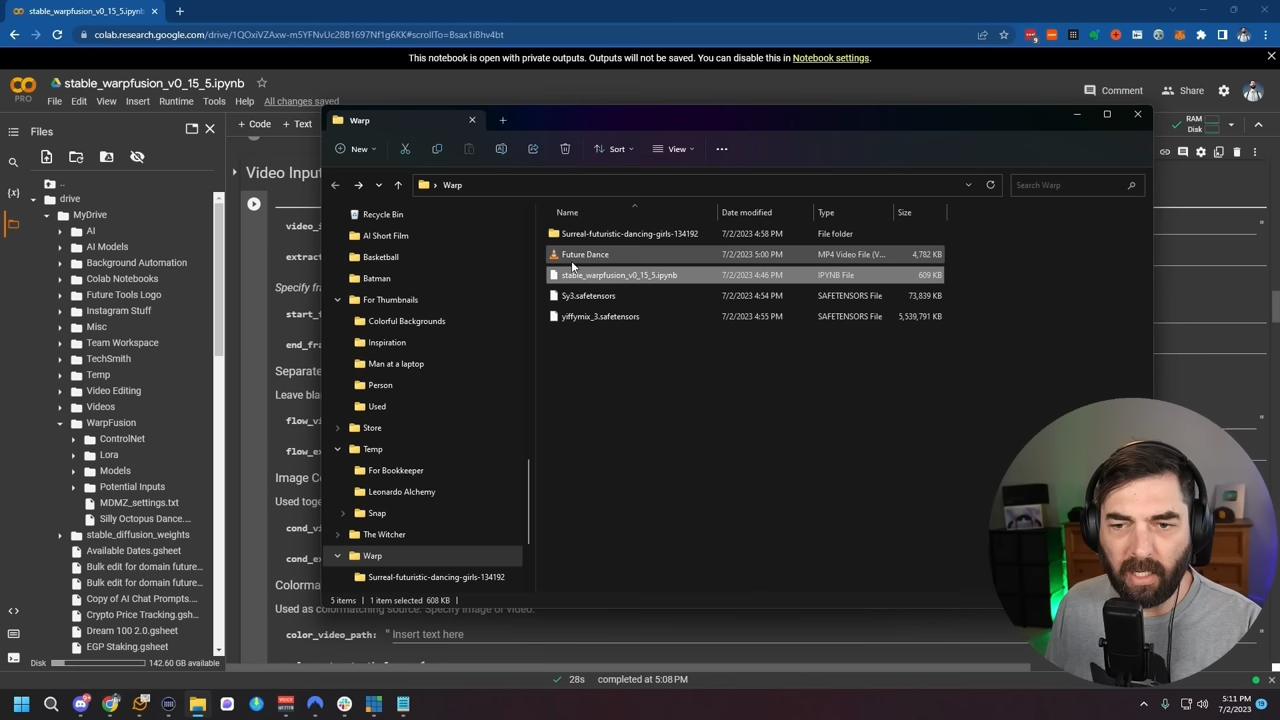 stable_warpfusion_v0_15_5.ipynb
colab.research.google.com/drive/1QOxiVZAxw-m5YFNvUc28B1697Nf1g6KK#scrollTo=Bsax1iBhv4bt
This notebook is open with private outputs. Outputs will not be saved. You can disable this in Notebook settings.
stable_warpfusion_v0_15_5.ipynb
PRO
File Edit View Insert Runtime Tools Help All changes saved
Comment Share
Files
+ Code + Text
RAM
Disk
..
drive
MyDrive
AI
AI Models
Background Automation
Colab Notebooks
Future Tools Logo
Instagram Stuff
Misc
Team Workspace
TechSmith
Temp
Video Editing
Videos
WarpFusion
ControlNet
Lora
Models
Potential Inputs
MDMZ_settings.txt
Silly Octopus Dance....
stable_diffusion_weights
Available Dates.gsheet
Bulk edit for domain future...
Bulk edit for domain future...
Copy of AI Chat Prompts....
Crypto Price Tracking.gsh...
Dream 100 2.0.gsheet
EGP Staking.gsheet
Disk 142.60 GB available
Video Input
video_i
extract
Specify fr
start_f
end_fra
Separate
Leave bla
flow_vi
flow_ex
Image Co
Used toge
cond_vi
cond_ex
Colorma
Used as colormatching source. Specify image or video.
color_video_path: " Insert text here
28s completed at 5:08 PM
Warp
New Sort View
Warp
Search Warp
Recycle Bin
AI Short Film
Basketball
Batman
For Thumbnails
Colorful Backgrounds
Inspiration
Man at a laptop
Person
Used
Store
Temp
For Bookkeeper
Leonardo Alchemy
Snap
The Witcher
Warp
Surreal-futuristic-dancing-girls-134192
Name Date modified Type Size
Surreal-futuristic-dancing-girls-134192 7/2/2023 4:58 PM File folder
Future Dance 7/2/2023 5:00 PM MP4 Video File (V... 4,782 KB
stable_warpfusion_v0_15_5.ipynb 7/2/2023 4:46 PM IPYNB File 609 KB
Sy3.safetensors 7/2/2023 4:54 PM SAFETENSORS File 73,839 KB
yiffymix_3.safetensors 7/2/2023 4:55 PM SAFETENSORS File 5,539,791 KB
5 items 1 item selected 608 KB
5:11 PM
7/2/2023